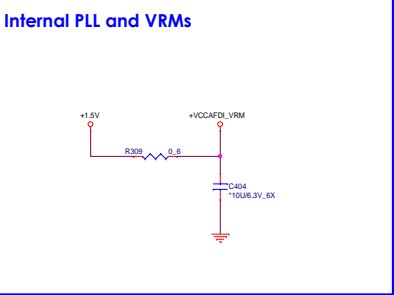 Internal PLL and VRMs
+1.5V
+VCCAFDI_VRM
R309
0_6
C404
*10U/6.3V_6X